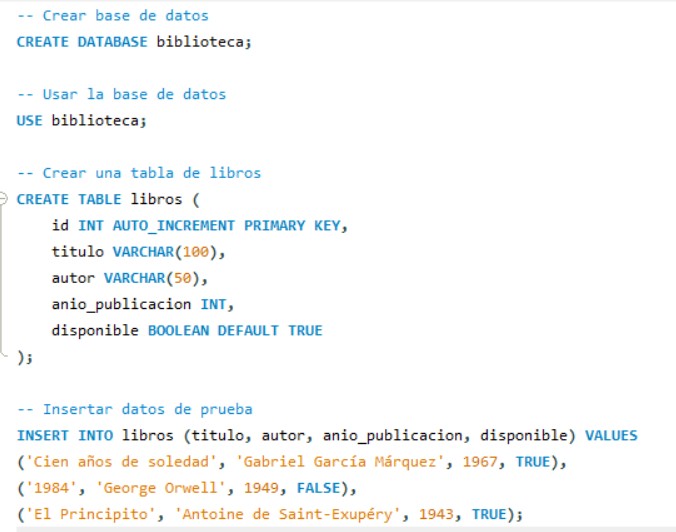 -- Crear base de datos
CREATE DATABASE biblioteca;
-- Usar la base de datos
USE biblioteca;
-- Crear una tabla de libros
CREATE TABLE libros (
id INT AUTO_INCREMENT PRIMARY KEY,
titulo VARCHAR(100),
autor VARCHAR(50),
anio_publicacion INT,
disponible BOOLEAN DEFAULT TRUE
);
-- Insertar datos de prueba
INSERT INTO libros (titulo, autor, anio_publicacion, disponible) VALUES
('Cien años de soledad', 'Gabriel García Márquez', 1967, TRUE),
('1984', 'George Orwell', 1949, FALSE),
('El Principito', 'Antoine de Saint-Exupéry', 1943, TRUE);